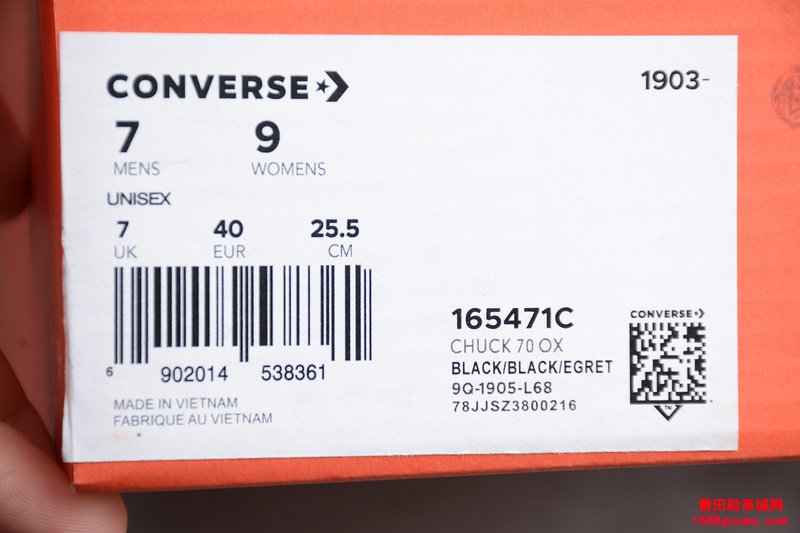 CONVERSE
1903-
7 9
MENS WOMENS
UNISEX
7 40 25.5
UK EUR CM
6 902014 538361
MADE IN VIETNAM
FABRIQUE AU VIETNAM
165471C
CHUCK 70 OX
BLACK/BLACK/EGRET
9Q-1905-L68
78JJSZ3800216
CONVERSE
TM
莆田鞋商城网
1688gouwu.com